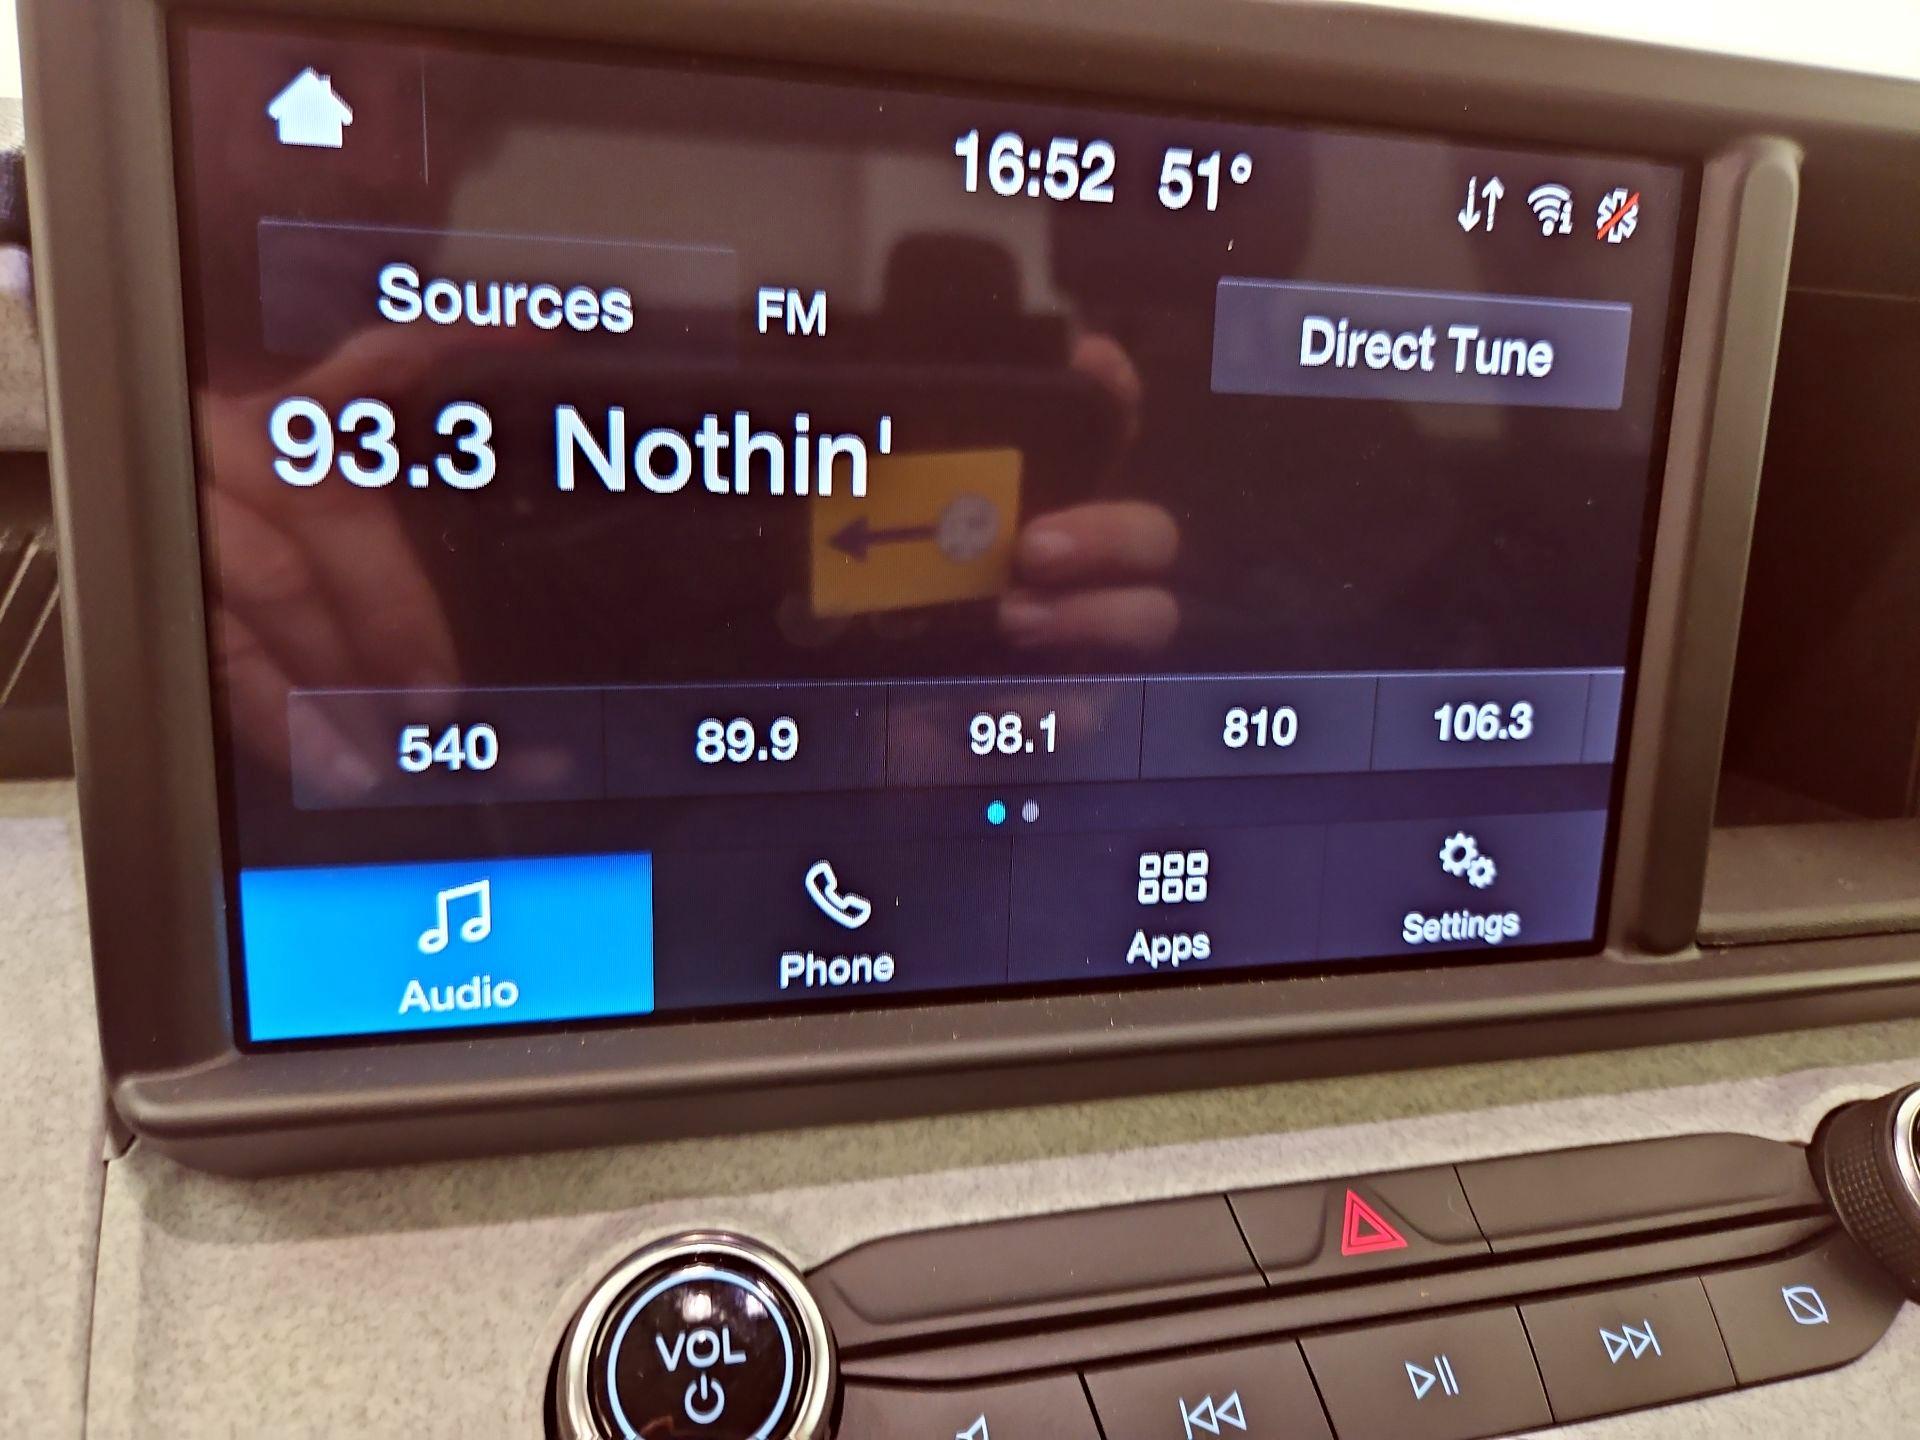 16:52 51°
Sources FM Direct Tune
93.3 Nothin'
540 89.9 98.1 810 106.3
Audio Phone Apps Settings
VOL